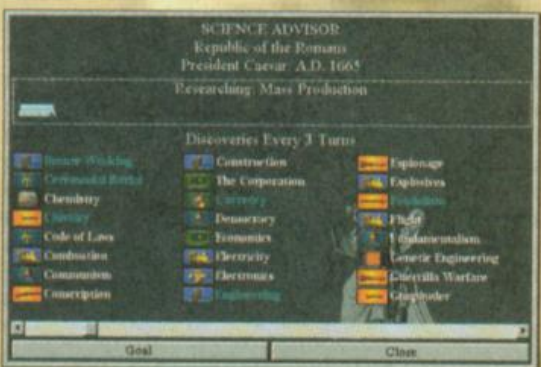 SCIENCE ADVISOR
Republic of the Romans
President Caesar: A.D. 1665
Researching: Mass Production
Discoveries Every 3 Turns
Bronze Working
Ceremonial Burial
Chemistry
Chivalry
Code of Laws
Combustion
Communism
Conscription
Construction
The Corporation
Currency
Democracy
Economics
Electricity
Electronics
Engineering
Espionage
Explosives
Feudalism
Flight
Fundamentalism
Genetic Engineering
Guerrilla Warfare
Gunpowder
Goal
Close